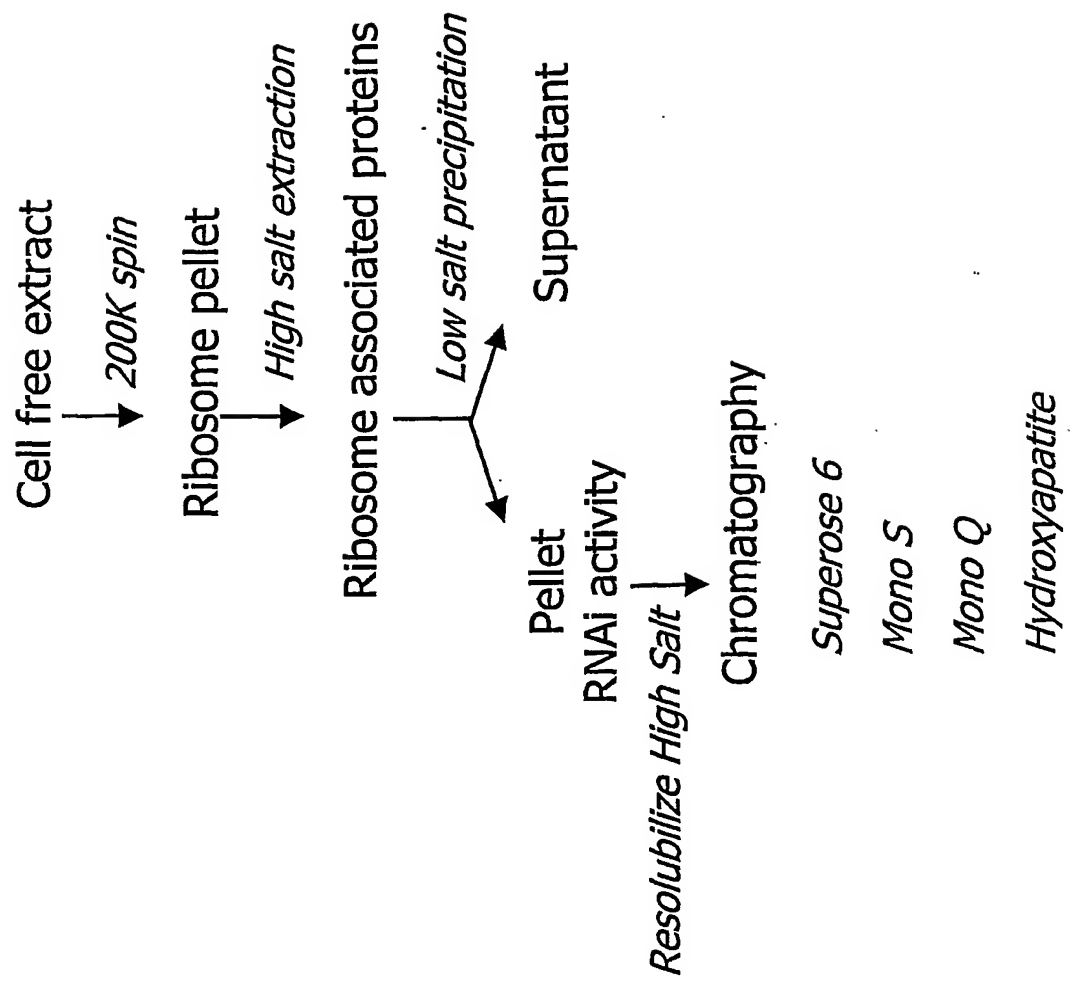 Cell free extract
200K spin
Ribosome pellet
High salt extraction
Ribosome associated proteins
Low salt precipitation
Pellet
RNAi activity
Supernatant
Resolubilize High Salt
Chromatography
Superose 6
Mono S
Mono Q
Hydroxyapatite